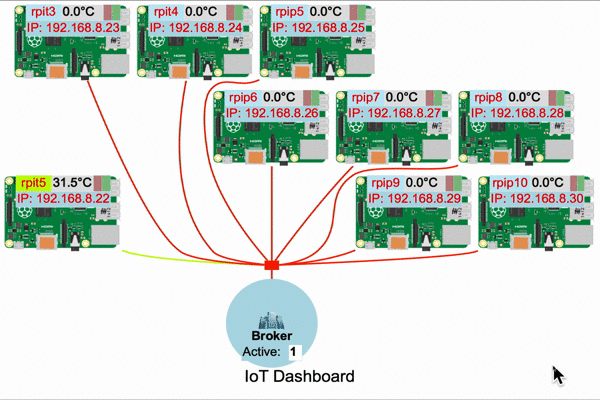 rpit3 0.0°C
IP: 192.168.8.23
rpit4 0.0°C
IP: 192.168.8.24
rpip5 0.0°C
IP: 192.168.8.25
rpip6 0.0°C
IP: 192.168.8.26
rpip7 0.0°C
IP: 192.168.8.27
rpip8 0.0°C
IP: 192.168.8.28
rpit5 31.5°C
IP: 192.168.8.22
rpip9 0.0°C
IP: 192.168.8.29
rpip10 0.0°C
IP: 192.168.8.30
Broker
Active: 1
IoT Dashboard